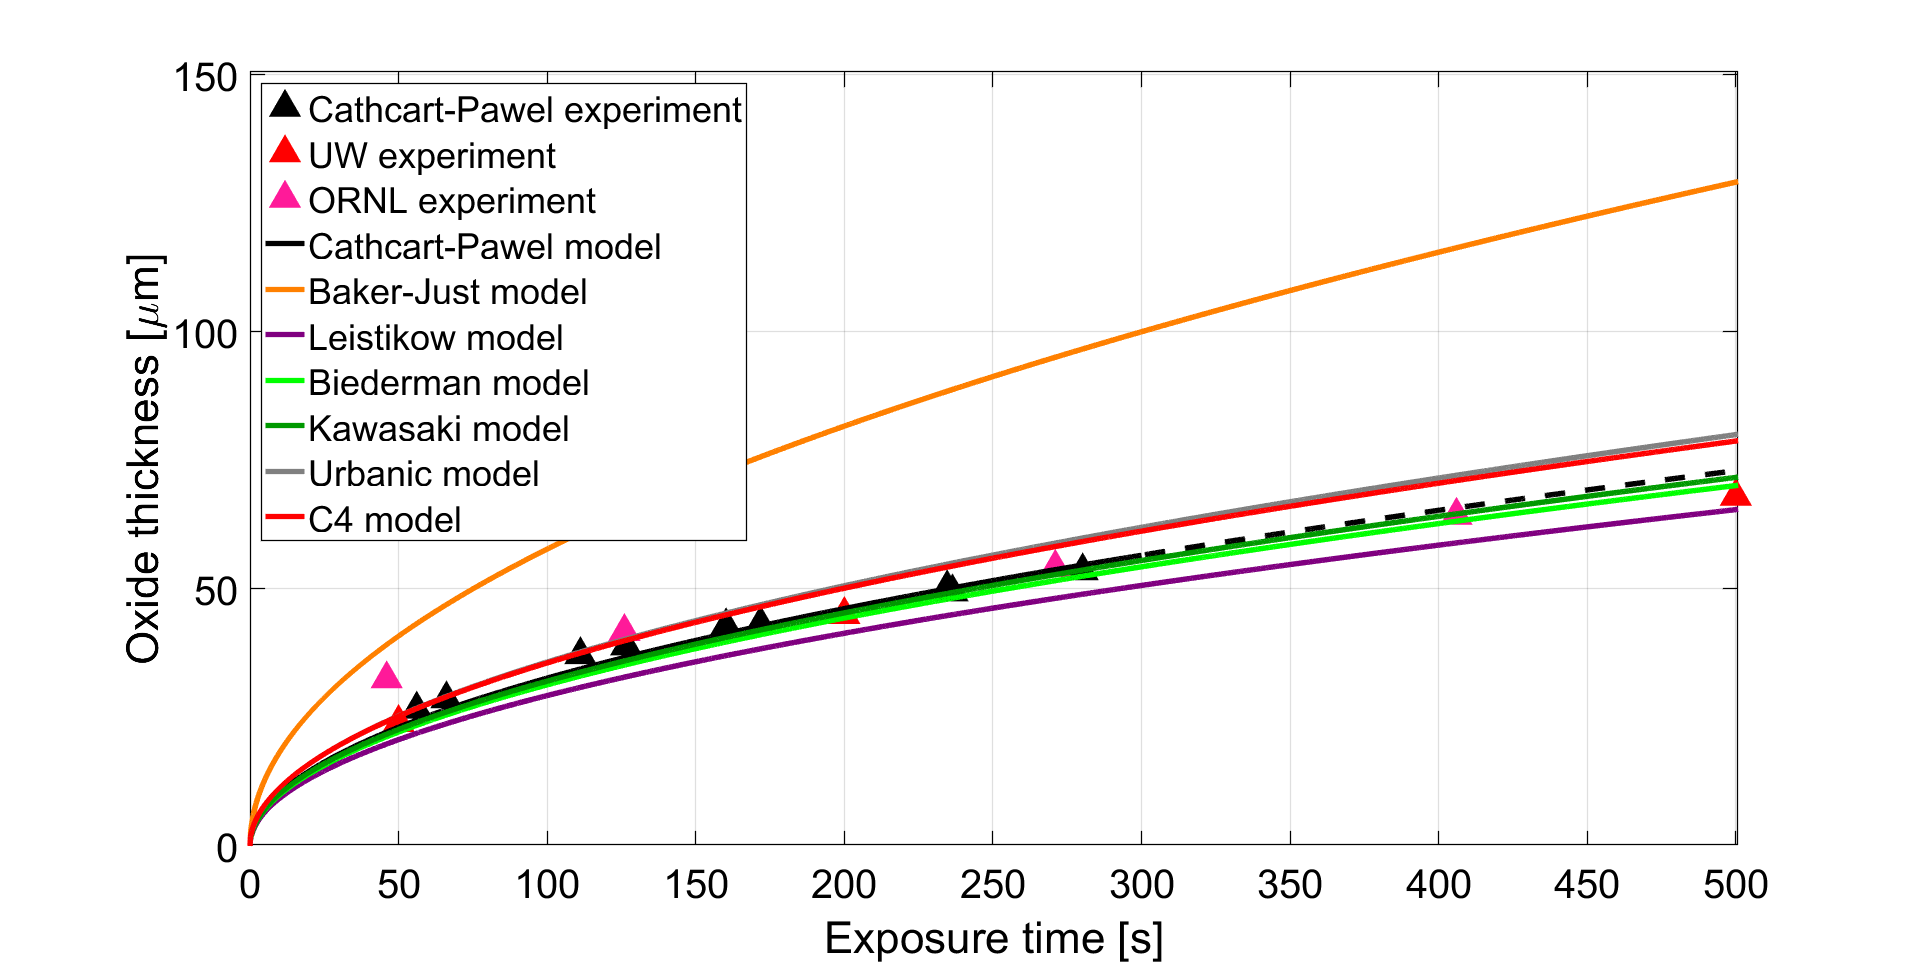 150
100
50
0
Oxide thickness [μm]
Cathcart-Pawel experiment
UW experiment
ORNL experiment
Cathcart-Pawel model
Baker-Just model
Leistikow model
Biederman model
Kawasaki model
Urbanic model
C4 model
0 50 100 150 200 250 300 350 400 450 500
Exposure time [s]